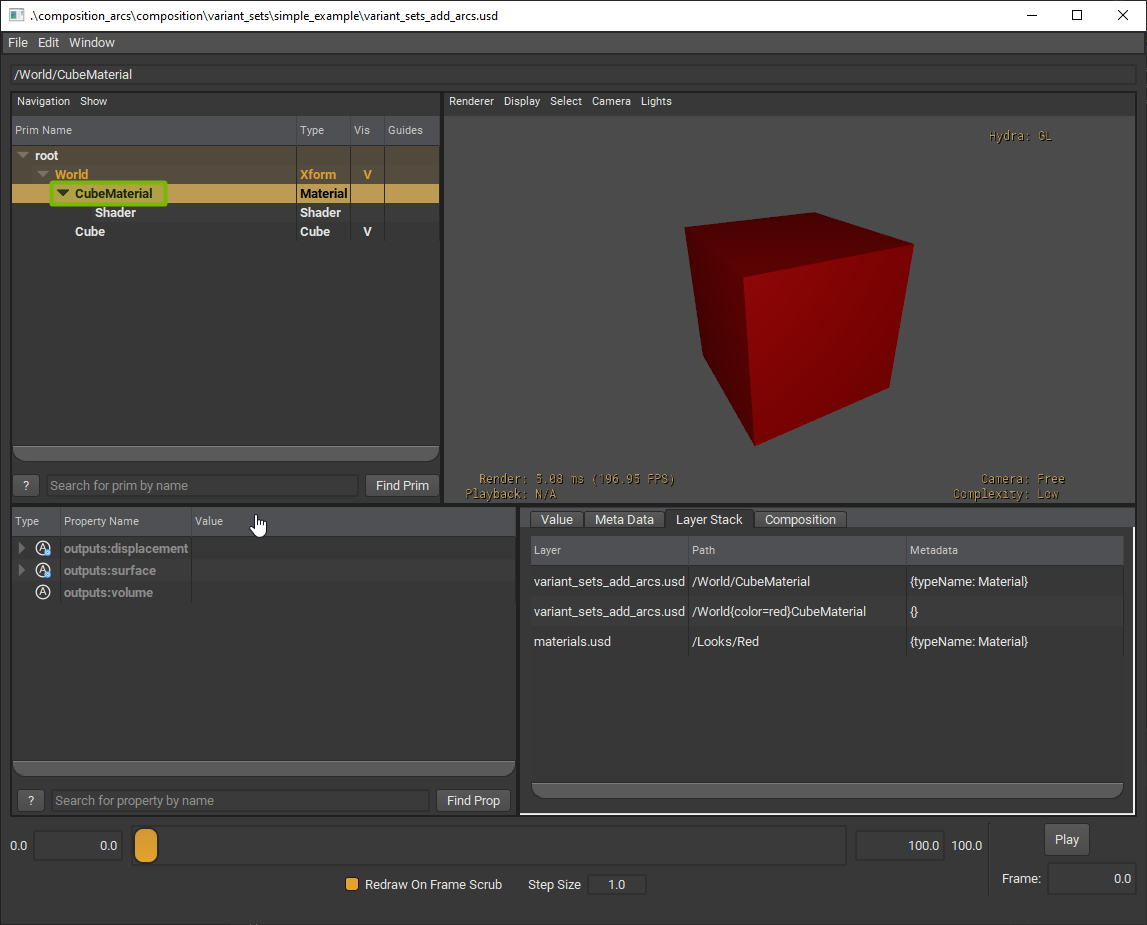 .\composition_arcs\composition\variant_sets\simple_example\variant_sets_add_arcs.usd
File Edit Window
/World/CubeMaterial
Navigation Show
Prim Name Type Vis Guides
root
World Xform V
CubeMaterial Material
Shader Shader
Cube Cube V
? Search for prim by name Find Prim
Renderer Display Select Camera Lights
Hydra: GL
Render: 5.08 ms (196.95 FPS)
Playback: N/A
Camera: Free
Complexity: Low
Type Property Name Value
A outputs:displacement
A outputs:surface
A outputs:volume
? Search for property by name Find Prop
Value Meta Data Layer Stack Composition
Layer Path Metadata
variant_sets_add_arcs.usd /World/CubeMaterial {typeName: Material}
variant_sets_add_arcs.usd /World{color=red}CubeMaterial {}
materials.usd /Looks/Red {typeName: Material}
0.0 0.0 100.0 100.0 Play
Redraw On Frame Scrub Step Size 1.0 Frame: 0.0